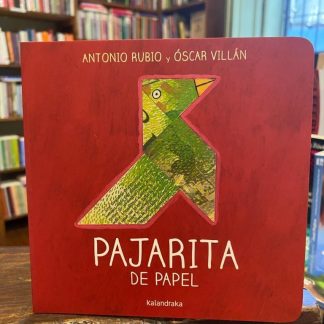 ANTONIO RUBIO y ÓSCAR VILLÁN
PAJARITA
DE PAPEL
kalandraka